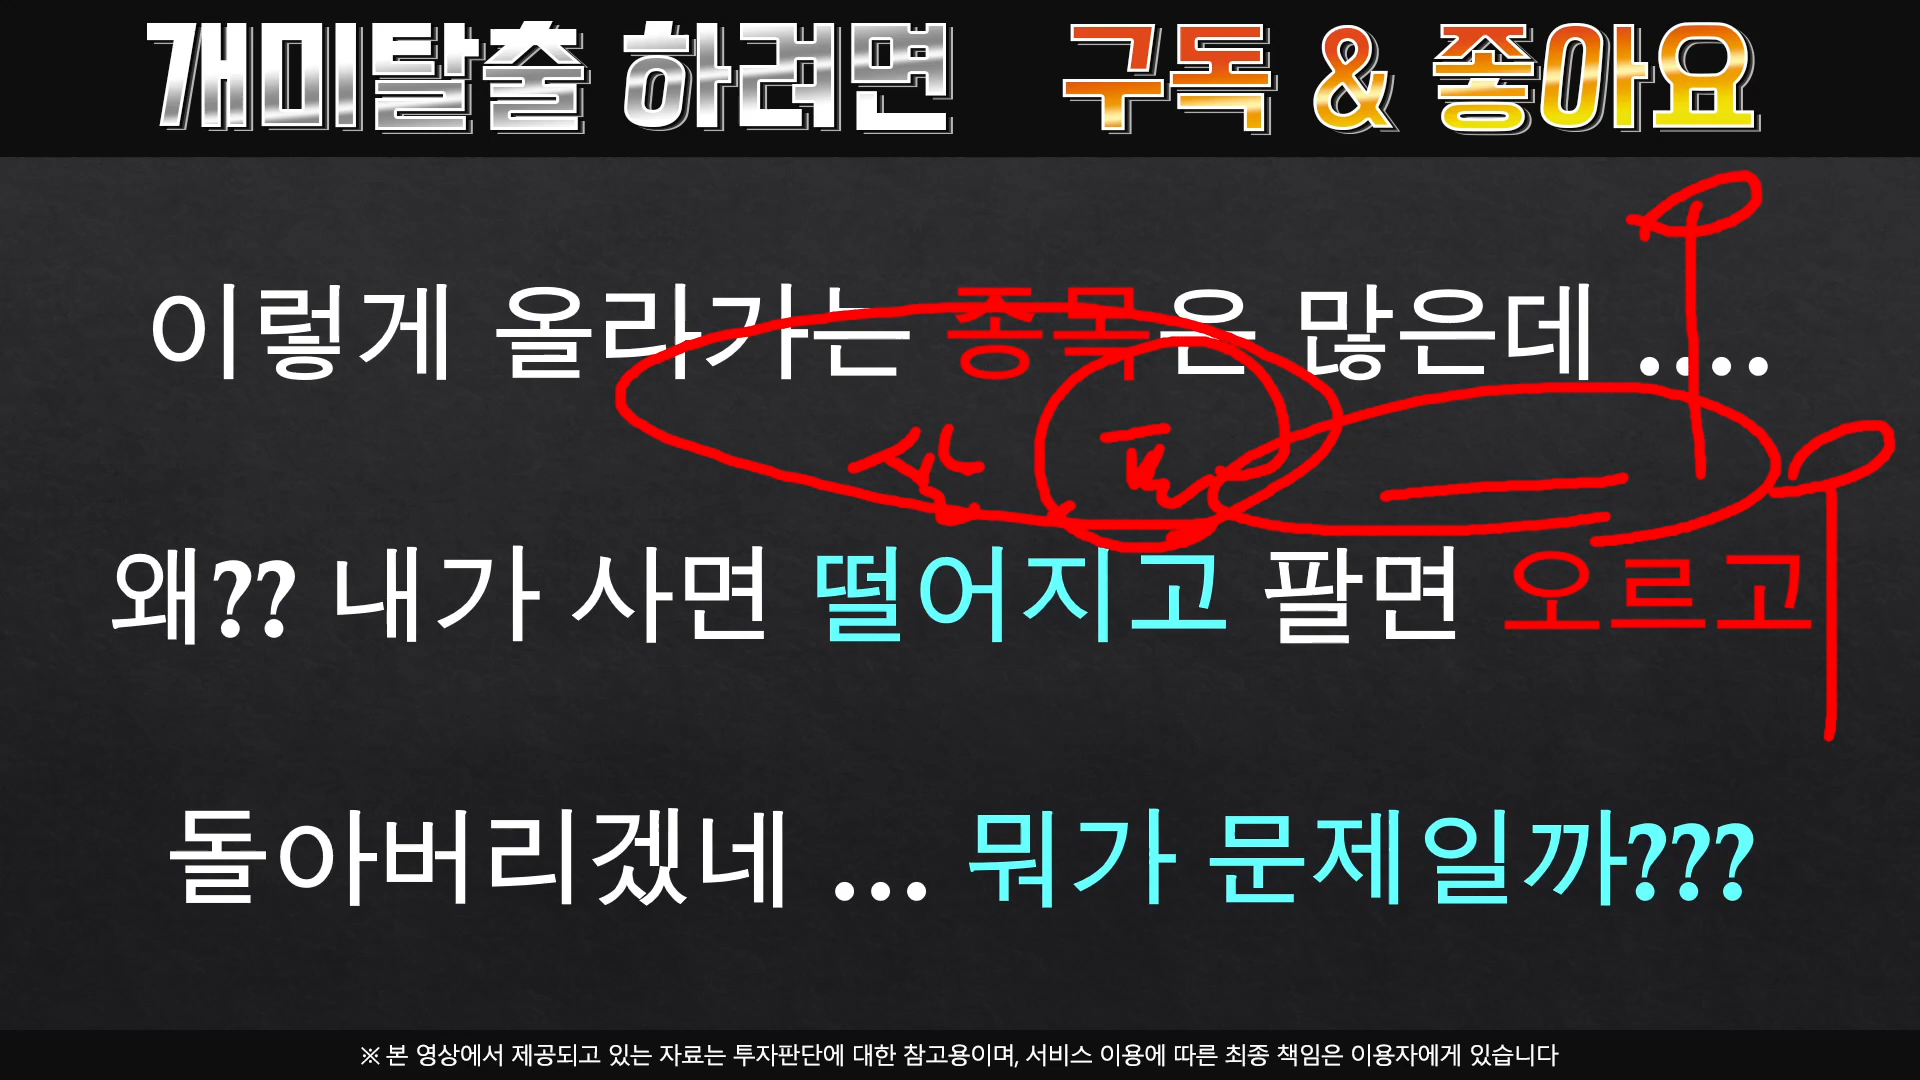 개미탈출 하려면 구독 & 좋아요
이렇게 올라가는 종목은 많은데 ....
왜?? 내가 사면 떨어지고 팔면 오르고
돌아버리겠네 ... 뭐가 문제일까???
※ 본 영상에서 제공되고 있는 자료는 투자판단에 대한 참고용이며, 서비스 이용에 따른 최종 책임은 이용자에게 있습니다